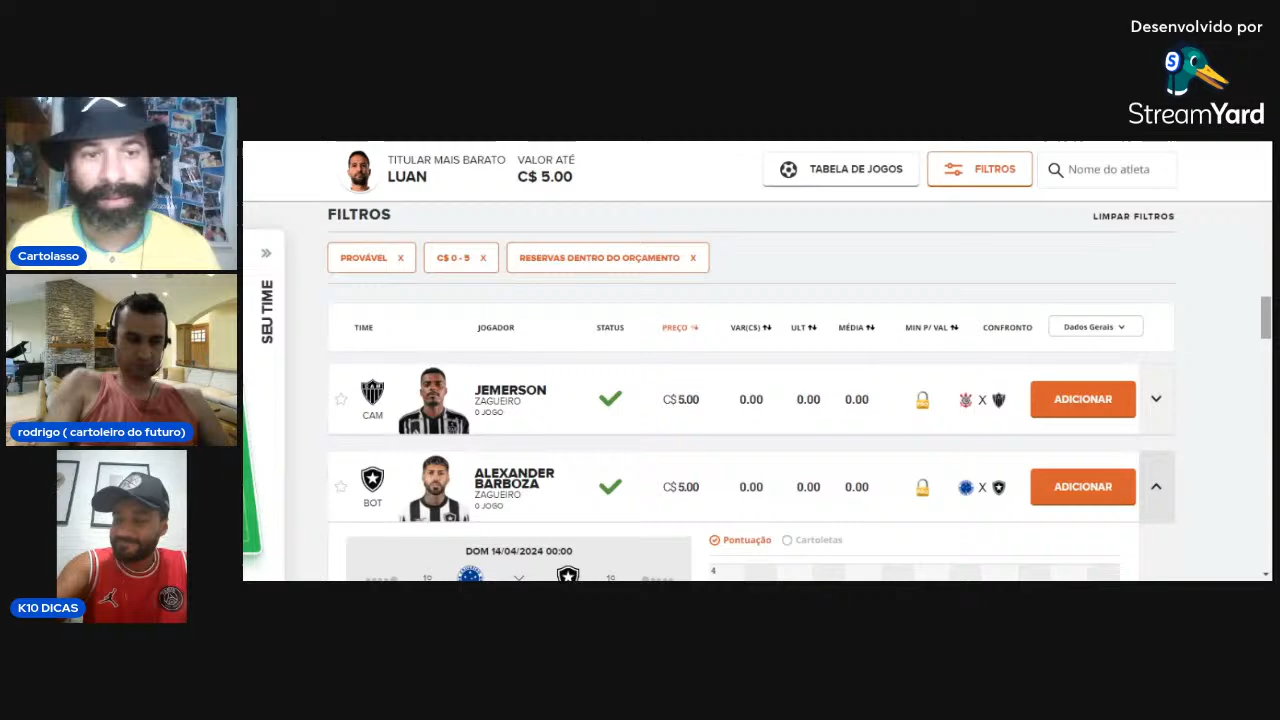 Desenvolvido por
StreamYard
Cartolasso
rodrigo ( cartoleiro do futuro)
K10 DICAS
TITULAR MAIS BARATO
LUAN
VALOR ATÉ
C$ 5.00
TABELA DE JOGOS
FILTROS
Nome do atleta
FILTROS
LIMPAR FILTROS
PROVÁVEL X
C$ 0 - 5 X
RESERVAS DENTRO DO ORÇAMENTO X
SEU TIME
TIME JOGADOR STATUS PREÇO VAR(C$) ULT MÉDIA MIN P/ VAL CONFRONTO Dados Gerais
CAM
JEMERSON
ZAGUEIRO
0 JOGO
C$ 5.00 0.00 0.00 0.00 X ADICIONAR
BOT
ALEXANDER
BARBOZA
ZAGUEIRO
0 JOGO
C$ 5.00 0.00 0.00 0.00 X ADICIONAR
DOM 14/04/2024 00:00
Pontuação Cartoletas
4